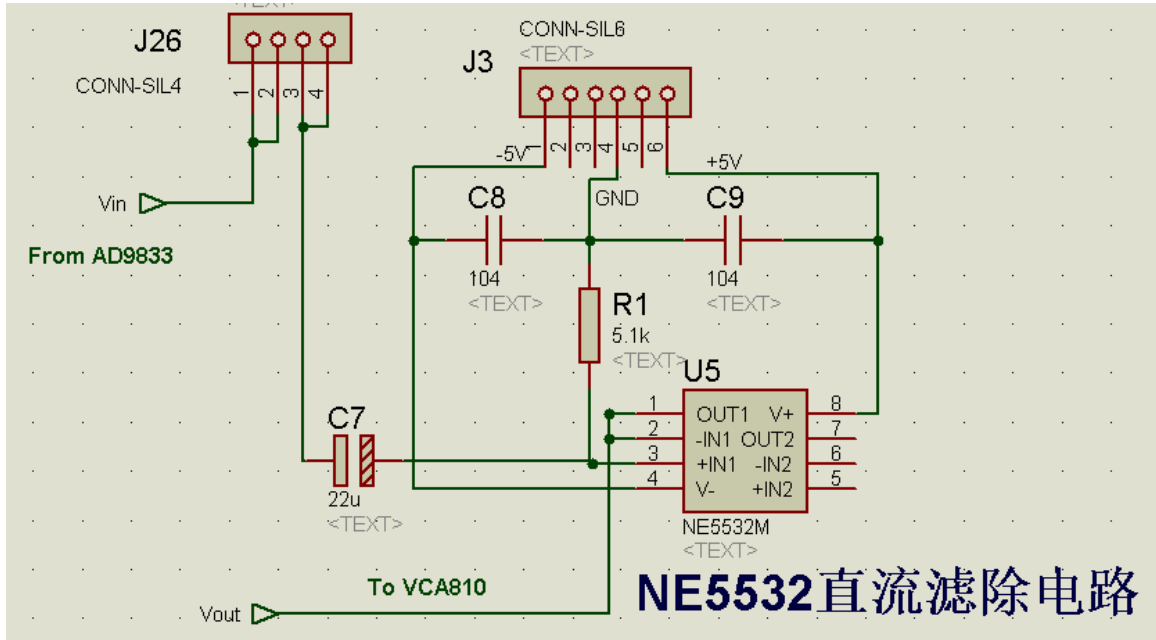 <TEXT>
J26
CONN-SIL4
1 2 3 4
CONN-SIL6
<TEXT>
J3
1 2 3 4 5 6
-5V
+5V
GND
Vin
From AD9833
C8
104
<TEXT>
C9
104
<TEXT>
R1
5.1k
<TEXT>
U5
1 OUT1 V+ 8
2 -IN1 OUT2 7
3 +IN1 -IN2 6
4 V- +IN2 5
NE5532M
<TEXT>
C7
22u
<TEXT>
To VCA810
Vout
NE5532直流滤除电路